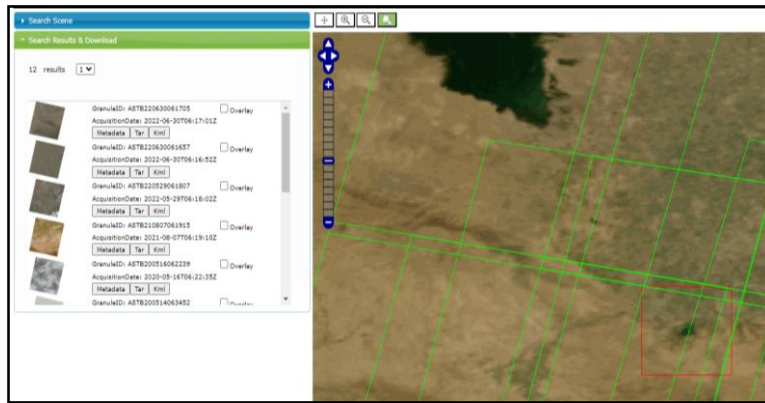 Search Scene
Search Results & Download
12 results 1
GranuleID: ASTB220630061705
Overlay
AcquisitionDate: 2022-06-30T06:17:01Z
Metadata Tar Kml
GranuleID: ASTB220630061657
Overlay
AcquisitionDate: 2022-06-30T06:16:52Z
Metadata Tar Kml
GranuleID: ASTB220529061807
Overlay
AcquisitionDate: 2022-05-29T06:18:02Z
Metadata Tar Kml
GranuleID: ASTB210807061915
Overlay
AcquisitionDate: 2021-08-07T06:19:10Z
Metadata Tar Kml
GranuleID: ASTB200516062239
Overlay
AcquisitionDate: 2020-05-16T06:22:35Z
Metadata Tar Kml
GranuleID: ASTB200514063452
Overlay